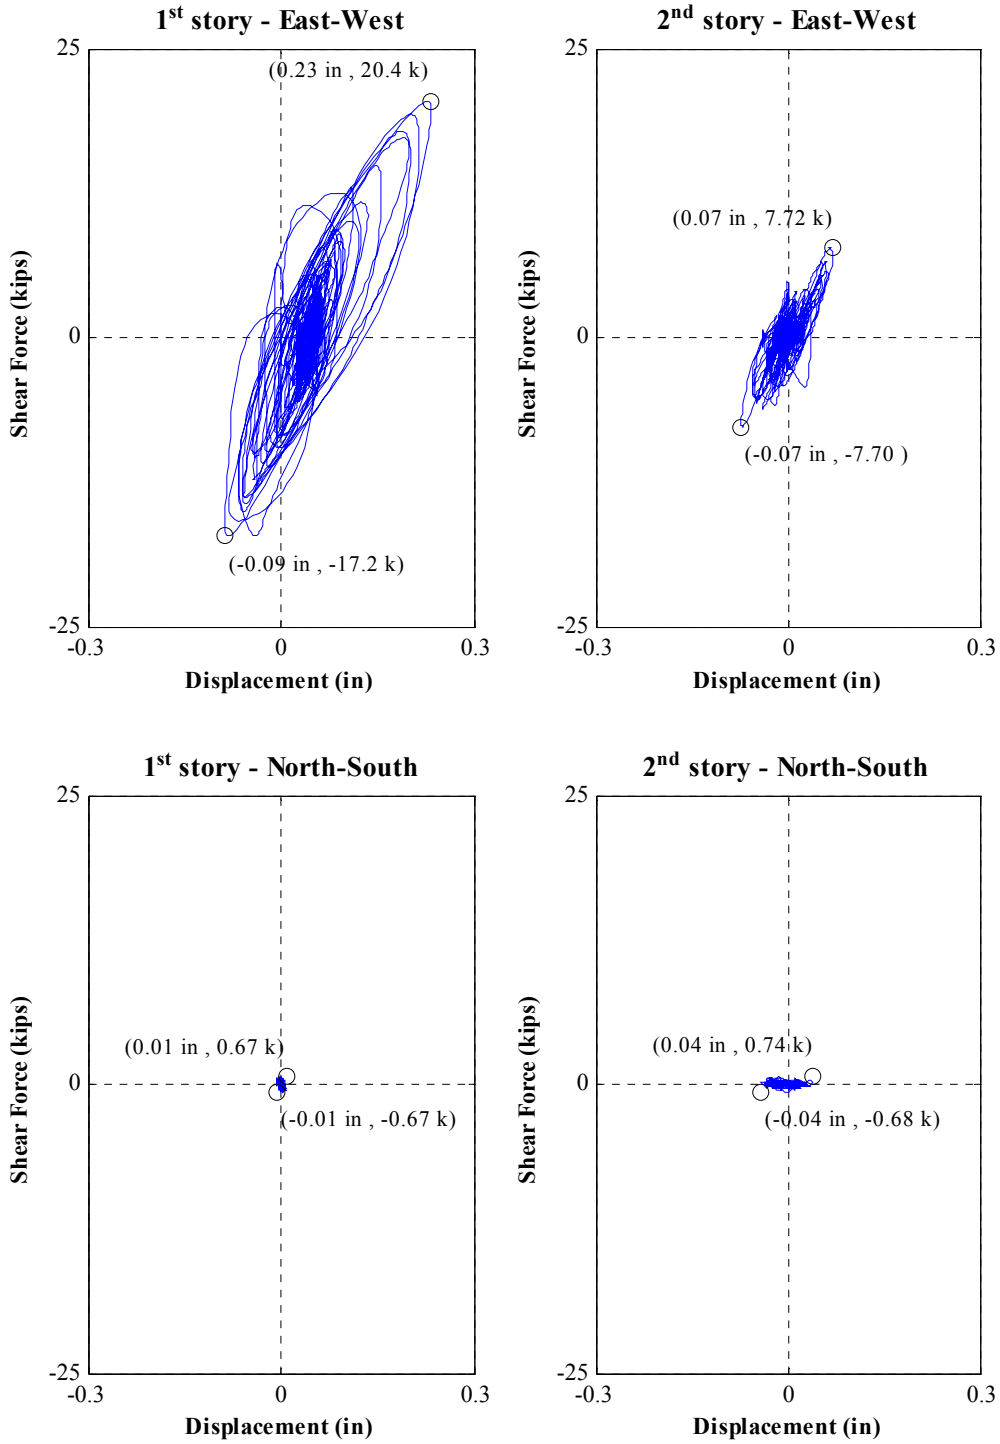 1st story - East-West
25
(0.23 in , 20.4 k)
Shear Force (kips)
0
(-0.09 in , -17.2 k)
-25
-0.3
0
0.3
Displacement (in)
2nd story - East-West
25
(0.07 in , 7.72 k)
Shear Force (kips)
0
(-0.07 in , -7.70 )
-25
-0.3
0
0.3
Displacement (in)
1st story - North-South
25
Shear Force (kips)
(0.01 in , 0.67 k)
0
(-0.01 in , -0.67 k)
-25
-0.3
0
0.3
Displacement (in)
2nd story - North-South
25
Shear Force (kips)
(0.04 in , 0.74 k)
0
(-0.04 in , -0.68 k)
-25
-0.3
0
0.3
Displacement (in)